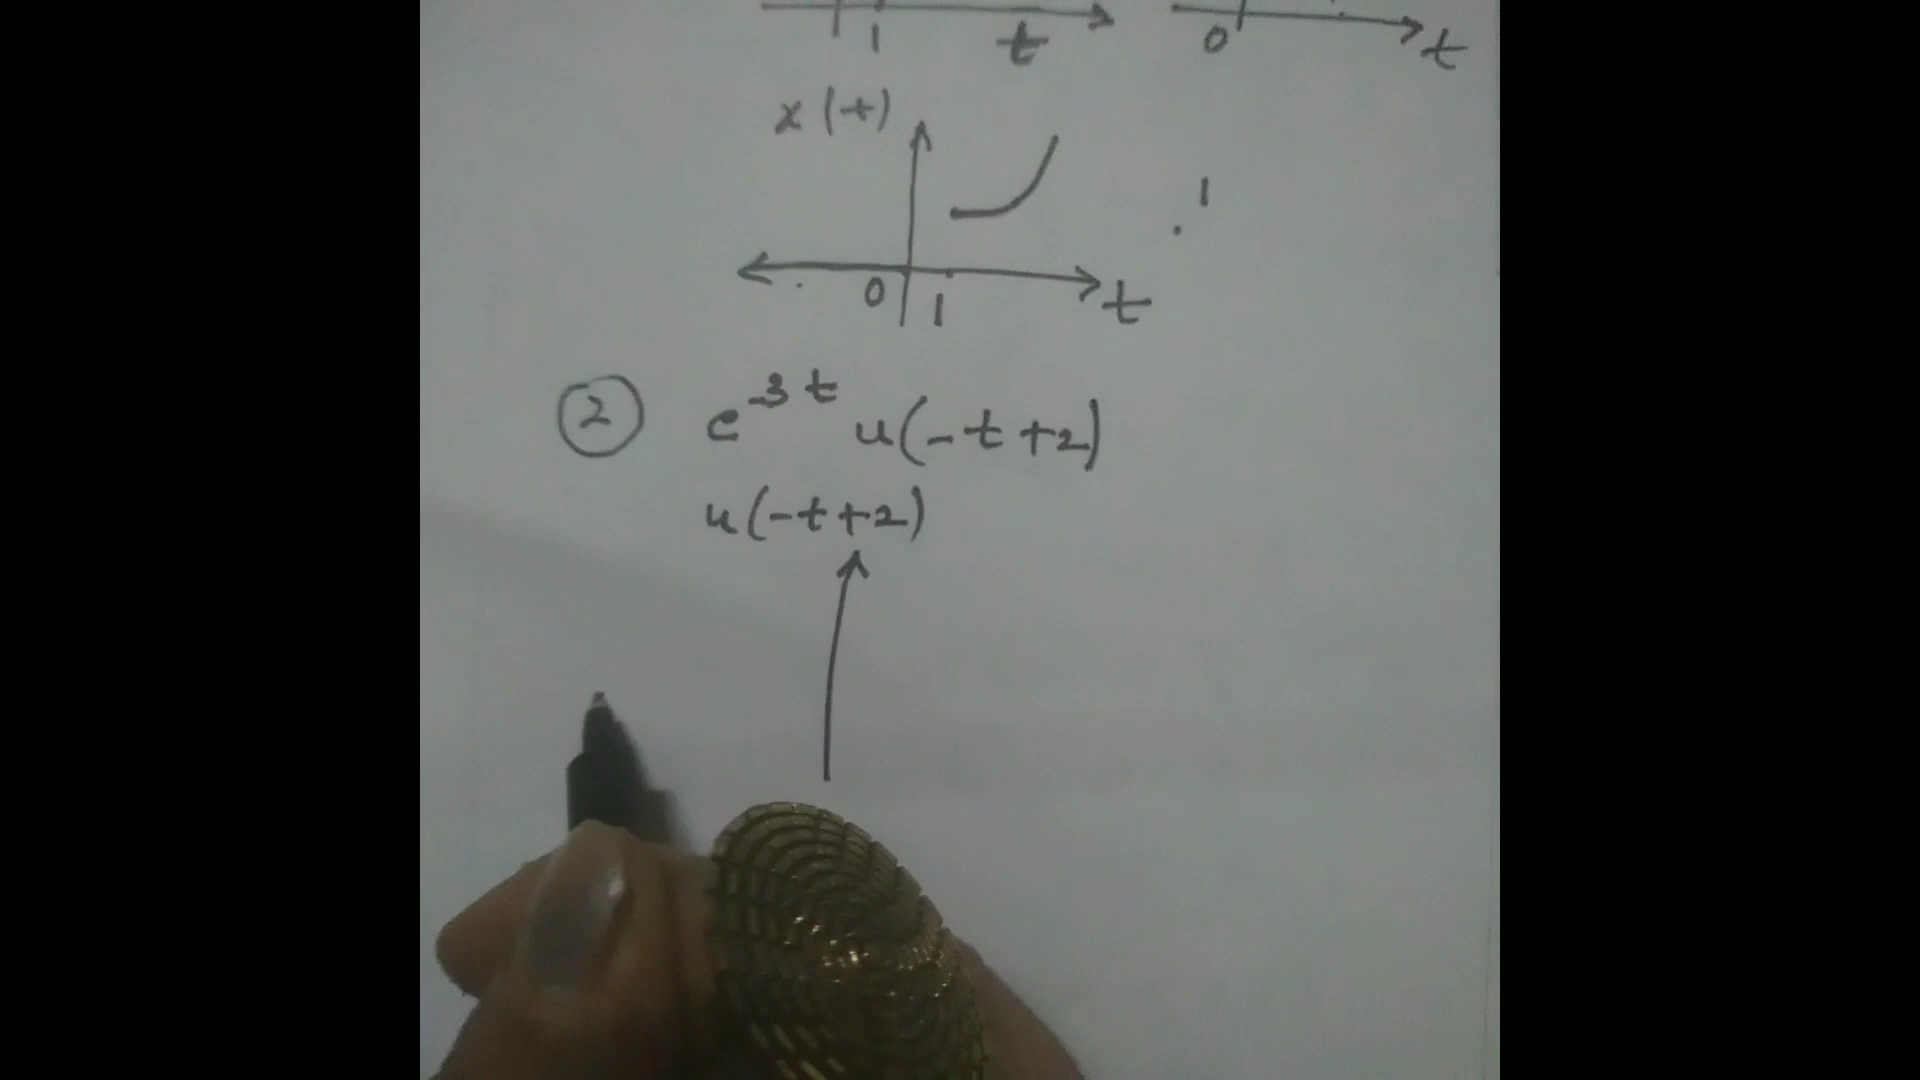 1 t 0 t
x(t)
1
0 1 t
2 e^-3t u(-t+2)
u(-t+2)